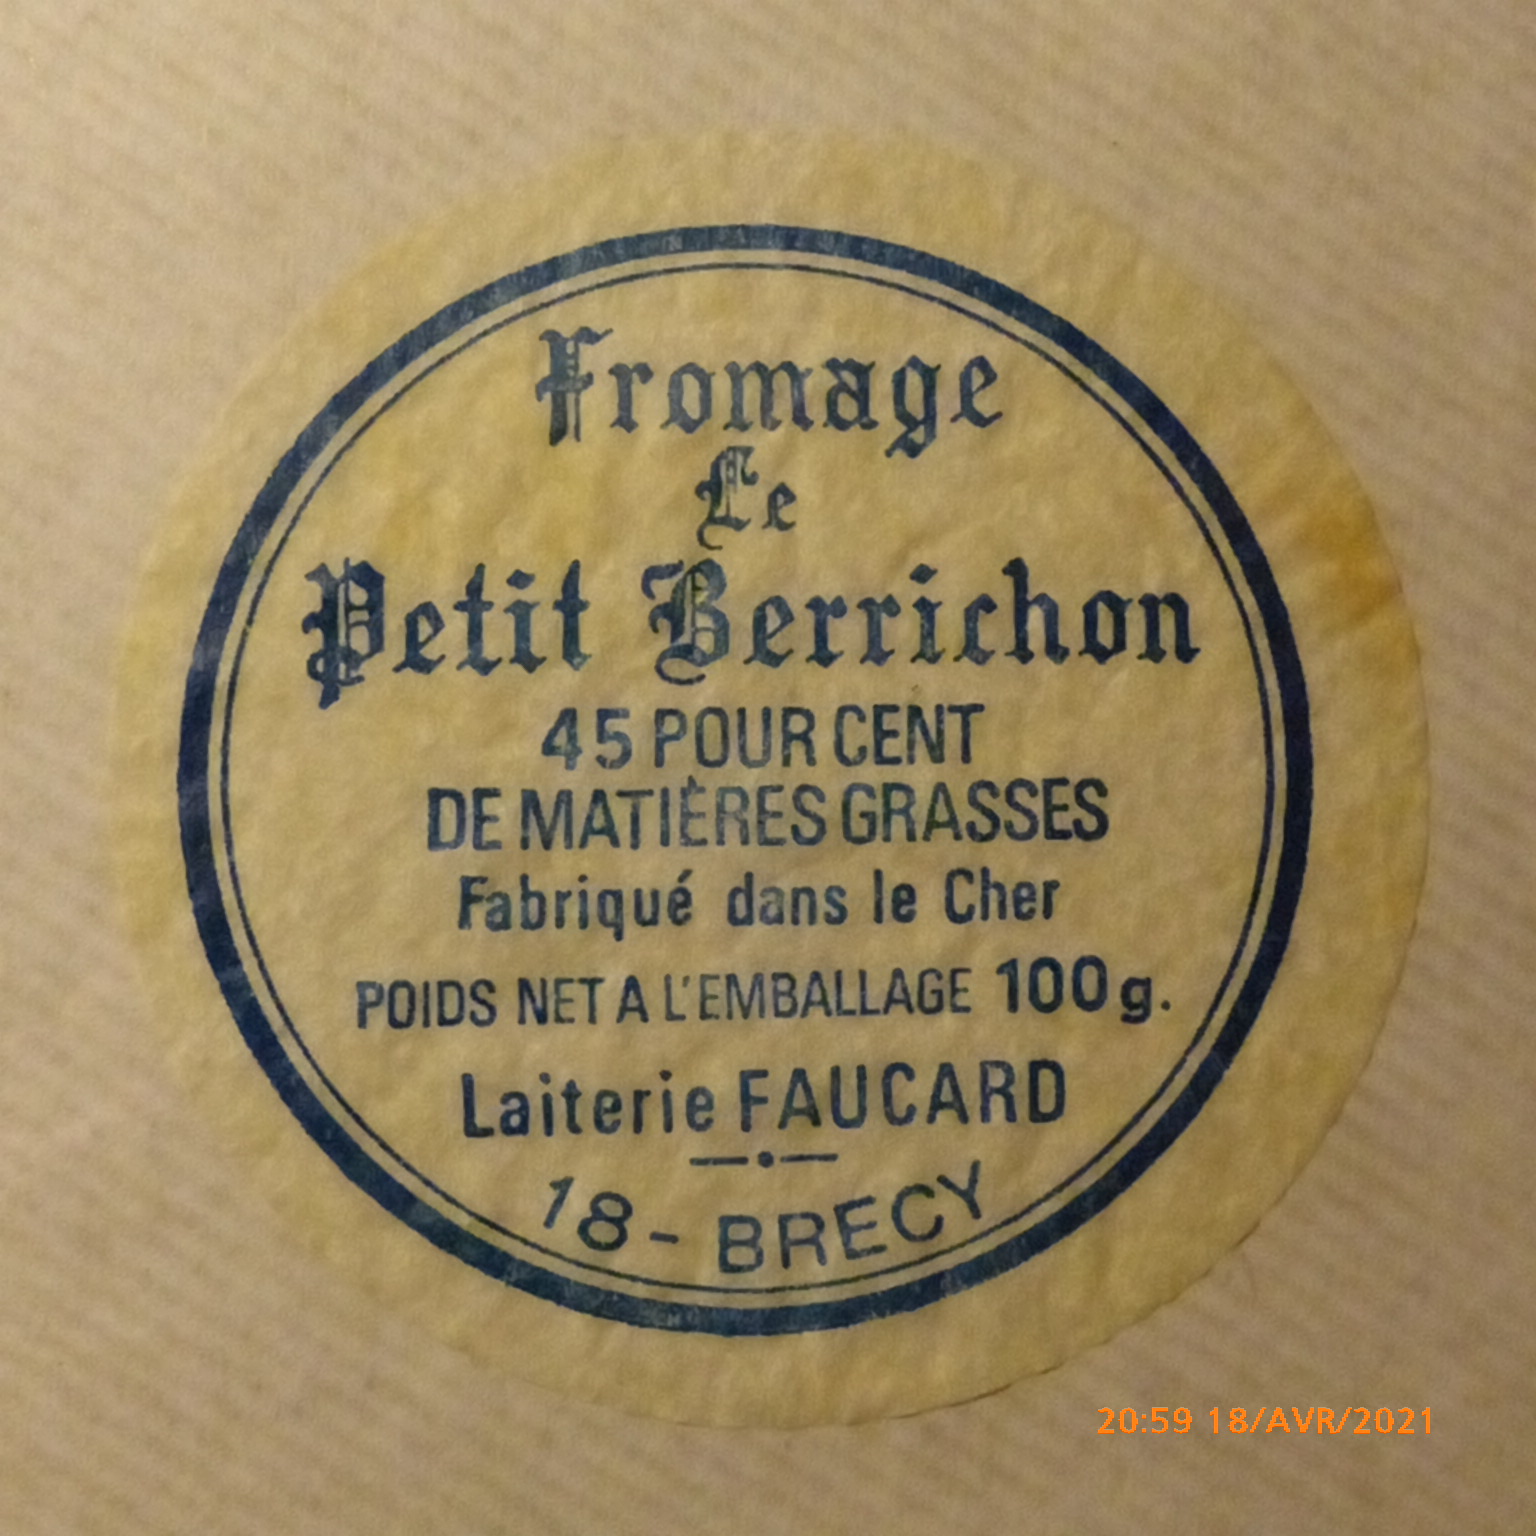 Fromage
Le
Petit Berrichon
45 POUR CENT
DE MATIÈRES GRASSES
Fabriqué dans le Cher
POIDS NET A L'EMBALLAGE 100 g.
Laiterie FAUCARD
18 - BRECY
20:59 18/AVR/2021